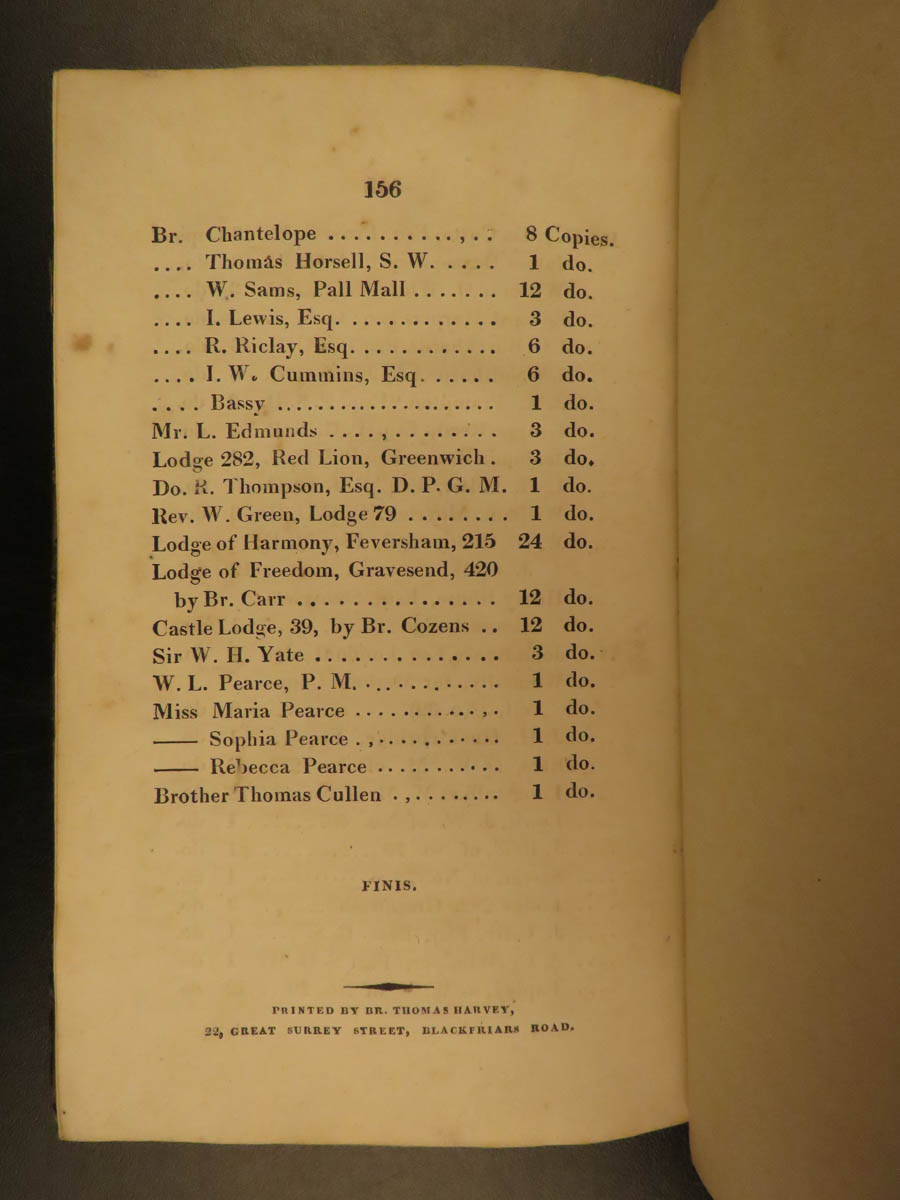 156
Br. Chantelope .........., . . 8 Copies.
.... Thomas Horsell, S. W. ..... 1 do.
.... W. Sams, Pall Mall ....... 12 do.
.... I. Lewis, Esq. ............ 3 do.
.... R. Riclay, Esq. ........... 6 do.
.... I. W. Cummins, Esq. ...... 6 do.
.... Bassy ..................... 1 do.
Mr. L. Edmunds ...., ........ 3 do.
Lodge 282, Red Lion, Greenwich. 3 do.
Do. R. Thompson, Esq. D. P. G. M. 1 do.
Rev. W. Green, Lodge 79 ........ 1 do.
Lodge of Harmony, Feversham, 215 24 do.
Lodge of Freedom, Gravesend, 420
by Br. Carr ............... 12 do.
Castle Lodge, 39, by Br. Cozens .. 12 do.
Sir W. H. Yate .............. 3 do.
W. L. Pearce, P. M. ............ 1 do.
Miss Maria Pearce ...........,. 1 do.
—— Sophia Pearce .,........... 1 do.
—— Rebecca Pearce ........... 1 do.
Brother Thomas Cullen .,........ 1 do.
FINIS.
PRINTED BY BR. THOMAS HARVEY,
22, GREAT SURREY STREET, BLACKFRIARS ROAD.